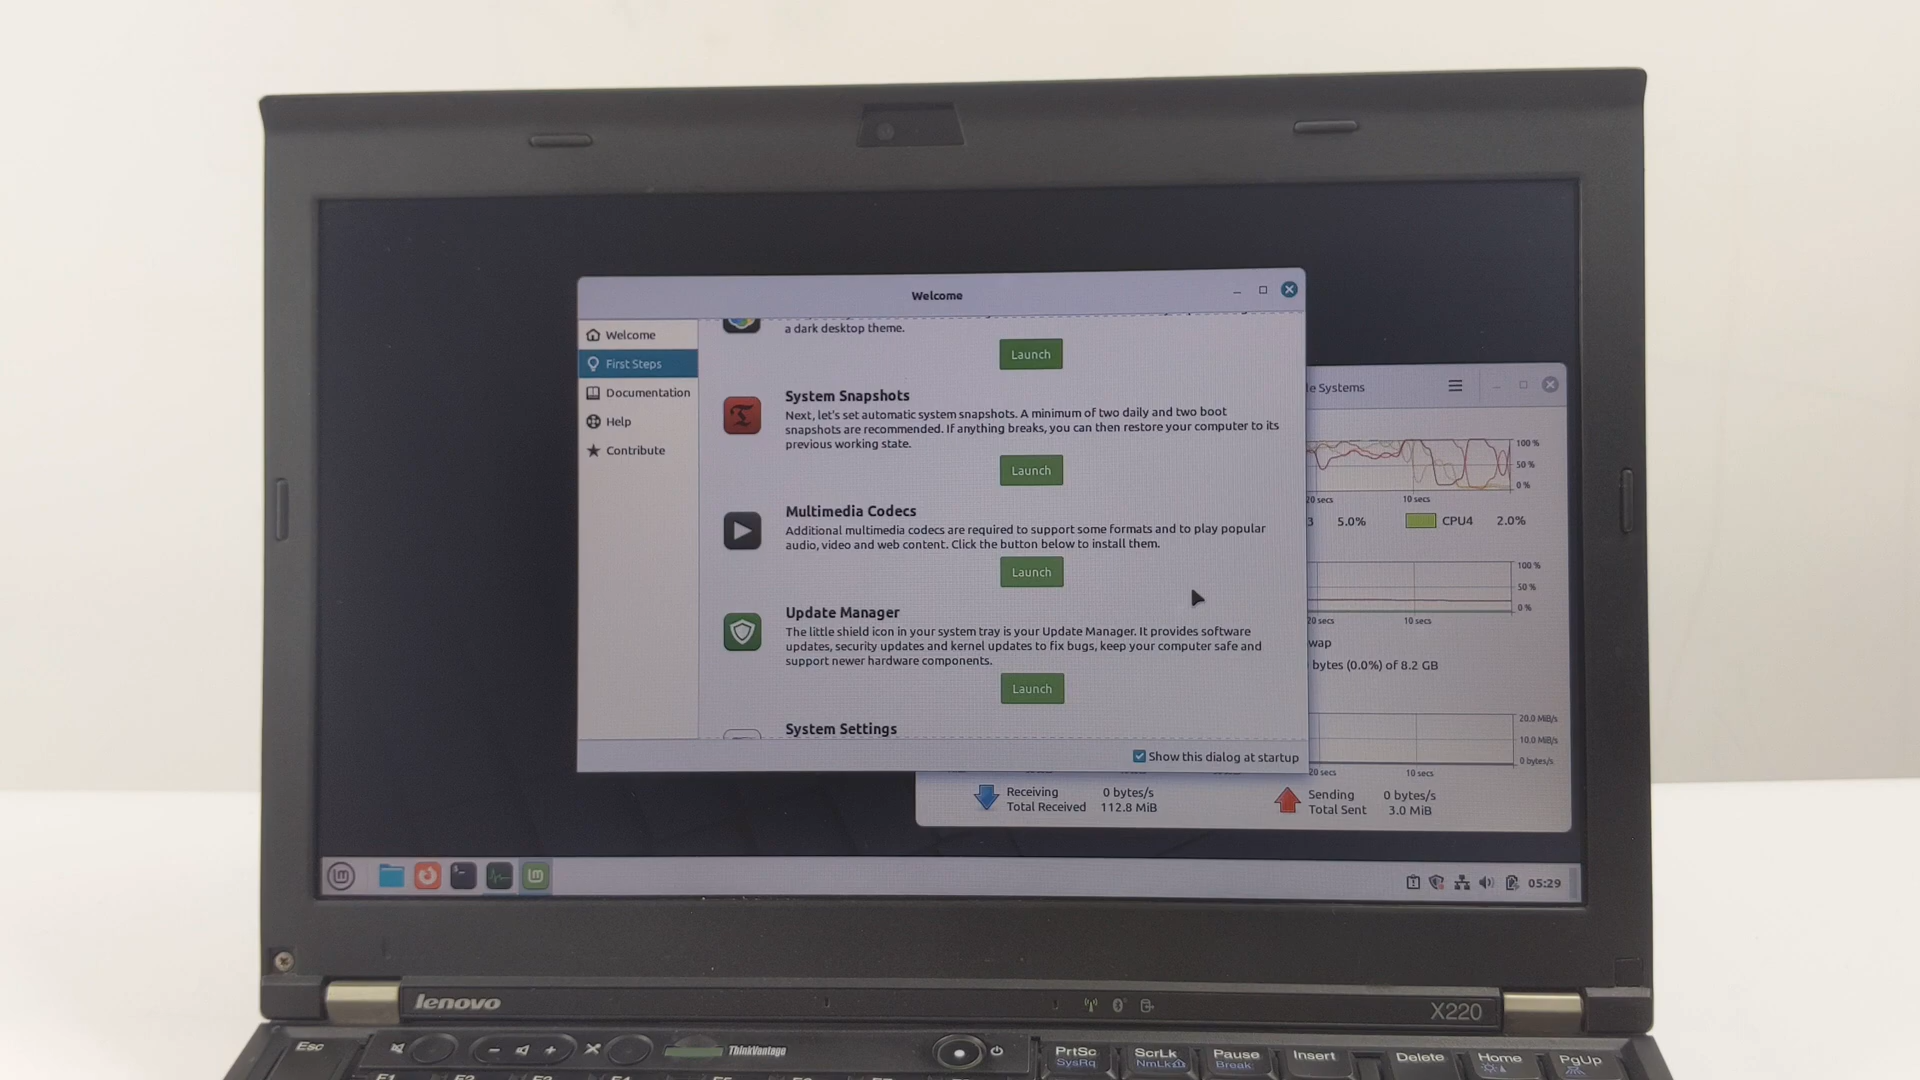 Welcome
Welcome
First Steps
Documentation
Help
Contribute
a dark desktop theme.
Launch
System Snapshots
Next, let's set automatic system snapshots. A minimum of two daily and two boot
snapshots are recommended. If anything breaks, you can then restore your computer to its
previous working state.
Launch
Multimedia Codecs
Additional multimedia codecs are required to support some formats and to play popular
audio, video and web content. Click the button below to install them.
Launch
Update Manager
The little shield icon in your system tray is your Update Manager. It provides software
updates, security updates and kernel updates to fix bugs, keep your computer safe and
support newer hardware components.
Launch
System Settings
Show this dialog at startup
le Systems
100 %
50 %
0 %
20 secs 10 secs
3 5.0% CPU4 2.0%
100 %
50 %
0 %
20 secs 10 secs
wap
bytes (0.0%) of 8.2 GB
20.0 MiB/s
10.0 MiB/s
0 bytes/s
20 secs 10 secs
Receiving 0 bytes/s
Total Received 112.8 MiB
Sending 0 bytes/s
Total Sent 3.0 MiB
05:29
lenovo
X220
Esc
ThinkVantage
PrtSc
SysRq
ScrLk
NmLk
Pause
Break
Insert
Delete
Home
PgUp